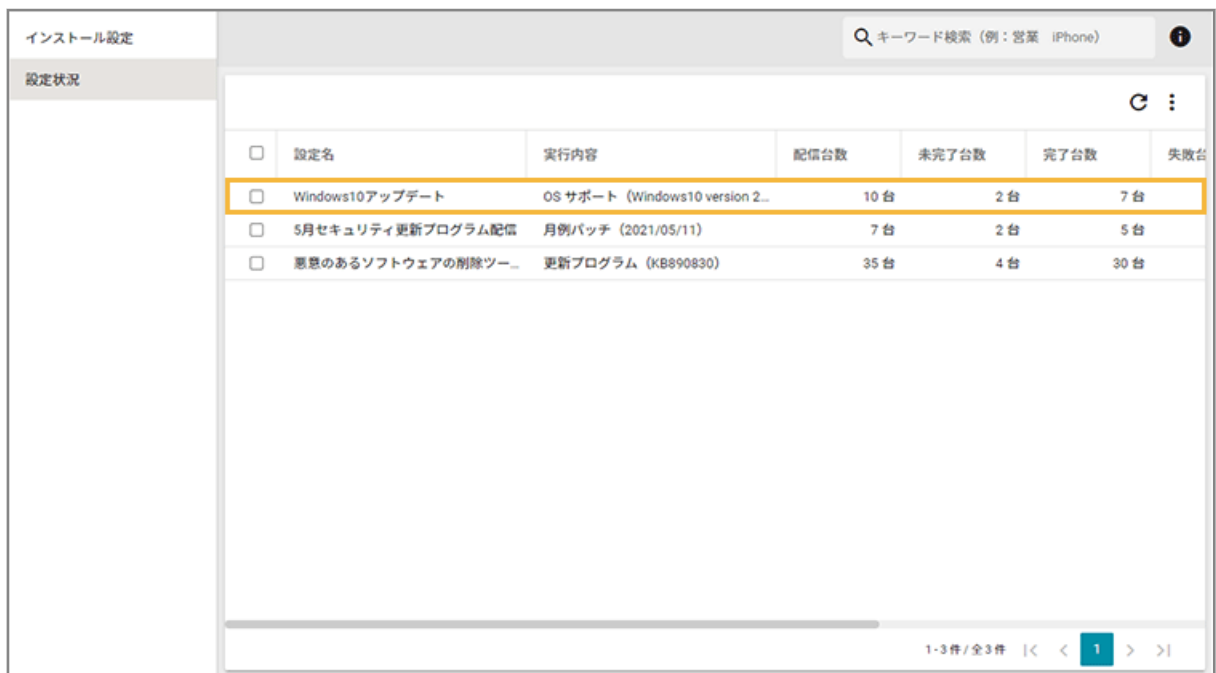 インストール設定
設定状況
キーワード検索（例：営業　iPhone）
設定名 実行内容 配信台数 未完了台数 完了台数 失敗台
Windows10アップデート OS サポート（Windows10 version 2... 10 台 2 台 7 台
5月セキュリティ更新プログラム配信 月例パッチ（2021/05/11） 7 台 2 台 5 台
悪意のあるソフトウェアの削除ツー... 更新プログラム（KB890830） 35 台 4 台 30 台
1-3件/全3件 |< < 1 > >|